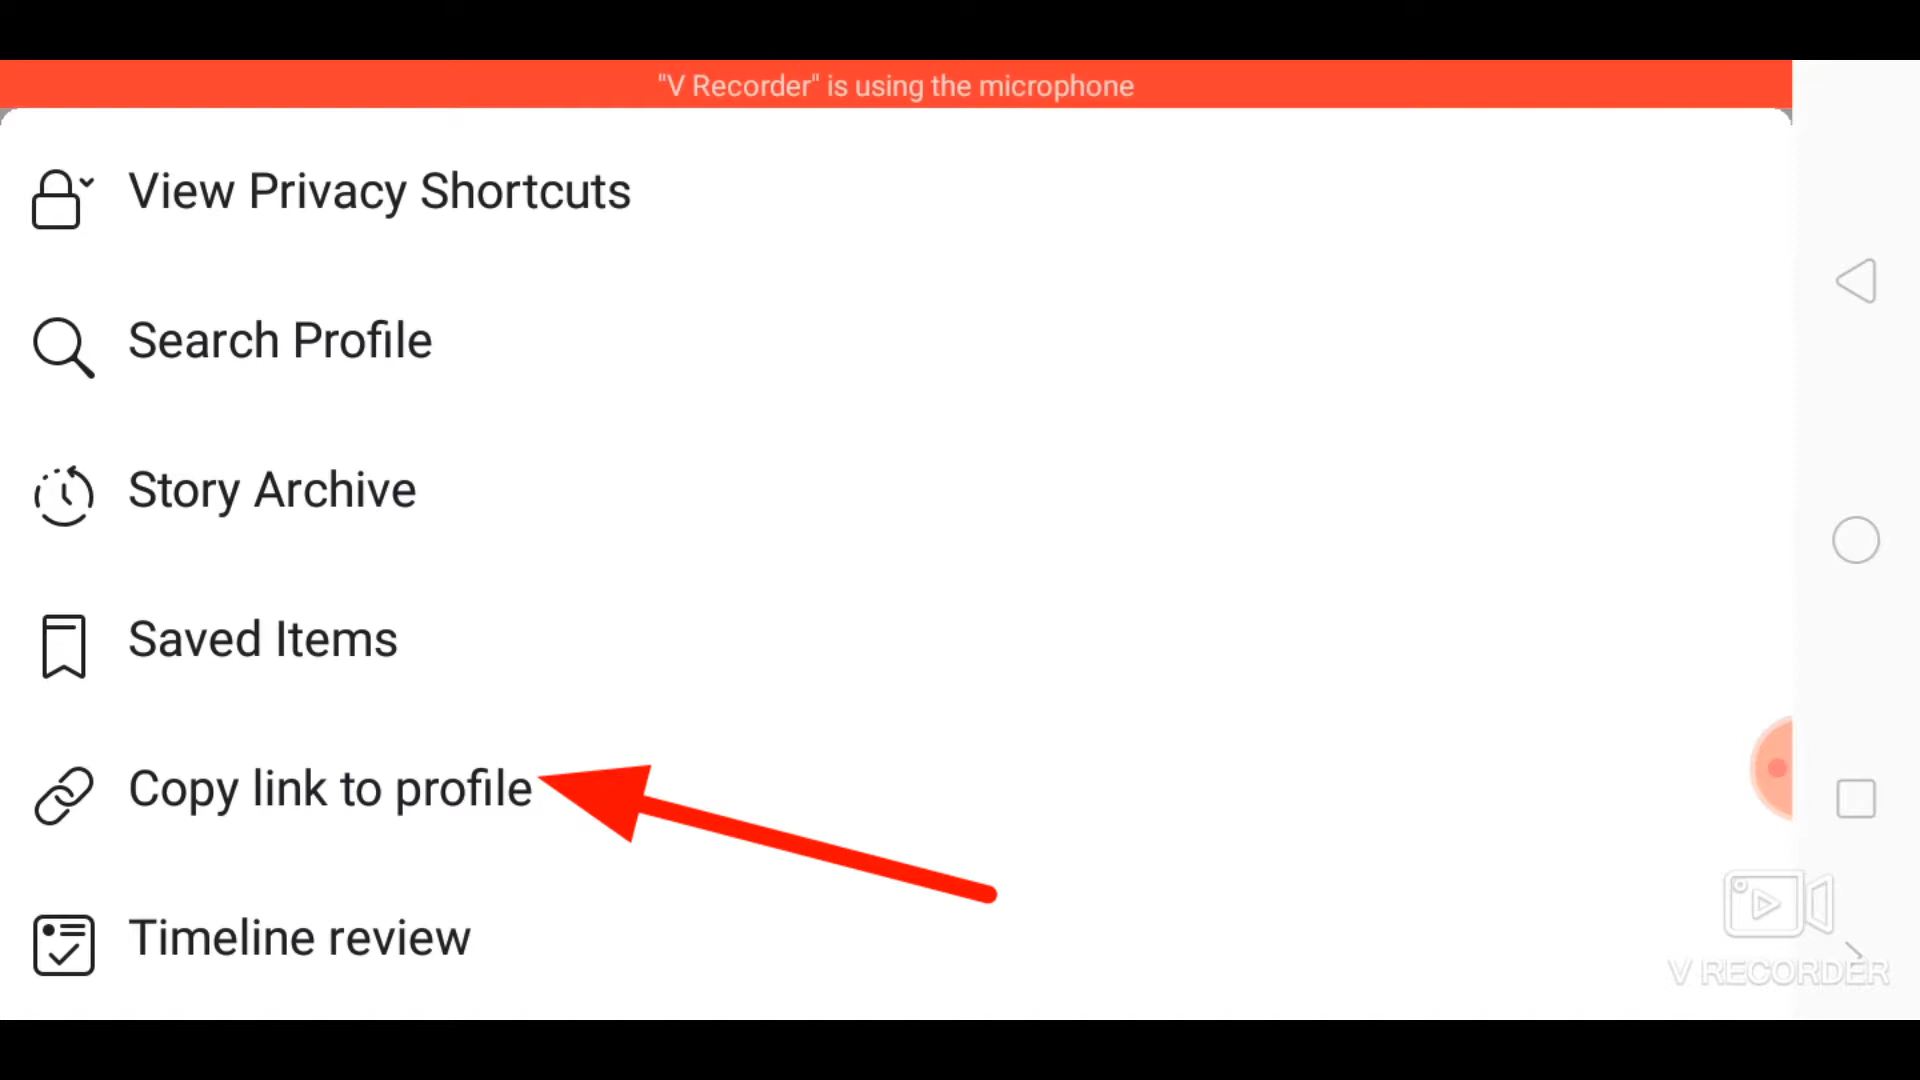 "V Recorder" is using the microphone
View Privacy Shortcuts
Search Profile
Story Archive
Saved Items
Copy link to profile
Timeline review
V RECORDER